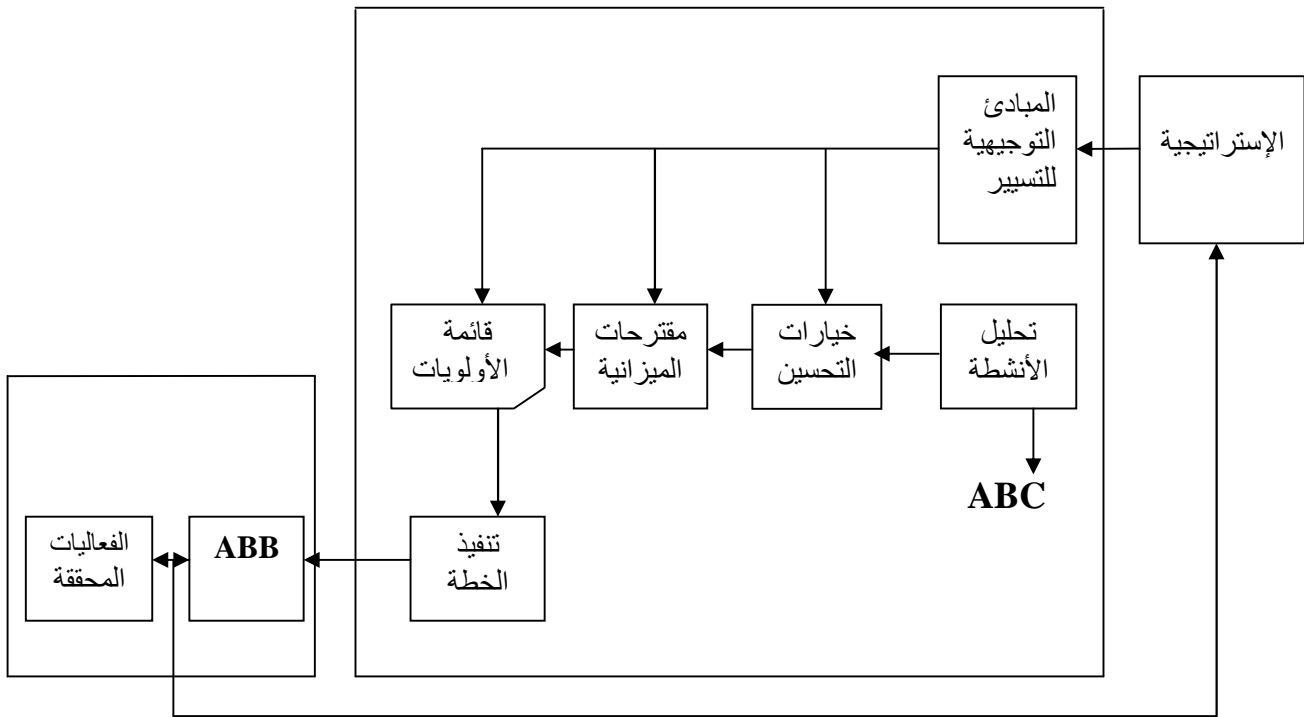 المبادئ
التوجيهية
للتسيير
الإستراتيجية
تحليل
الأنشطة
خيارات
التحسين
مقترحات
الميزانية
قائمة
الأولويات
ABC
تنفيذ
الخطة
ABB
الفعاليات
المحققة